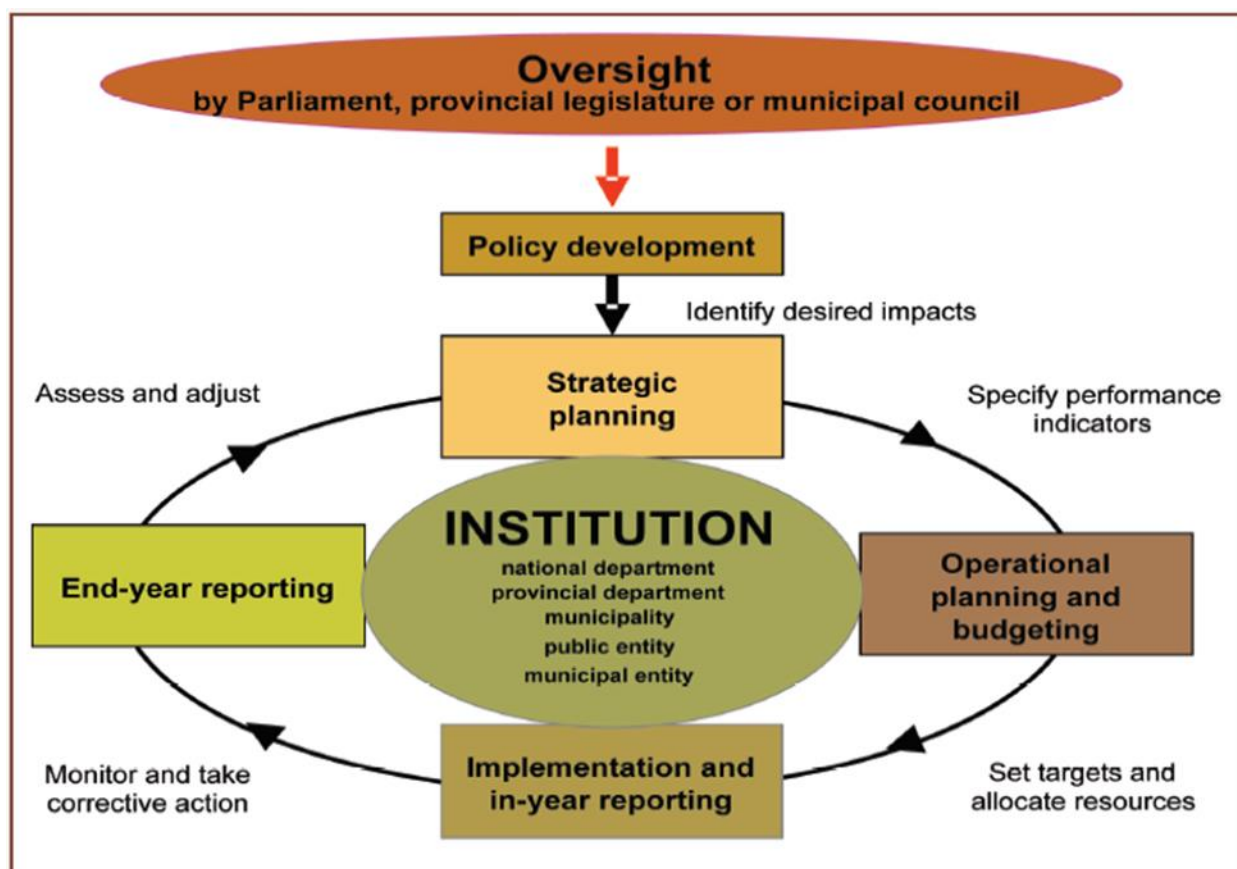 Oversight
by Parliament, provincial legislature or municipal council
Policy development
Identify desired impacts
Strategic
planning
Assess and adjust
Specify performance
indicators
INSTITUTION
national department
provincial department
municipality
public entity
municipal entity
End-year reporting
Operational
planning and
budgeting
Implementation and
in-year reporting
Monitor and take
corrective action
Set targets and
allocate resources